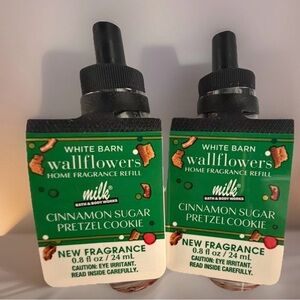 WHITE BARN
wallflowers
HOME FRAGRANCE REFILL
milk
BATH & BODY WORKS
CINNAMON SUGAR
PRETZEL COOKIE
NEW FRAGRANCE
0.8 fl oz / 24 mL
CAUTION: EYE IRRITANT.
READ INSIDE CAREFULLY.
WHITE BARN
wallflowers
HOME FRAGRANCE REFILL
milk
BATH & BODY WORKS
CINNAMON SUGAR
PRETZEL COOKIE
NEW FRAGRANCE
0.8 fl oz / 24 mL
CAUTION: EYE IRRITANT.
READ INSIDE CAREFULLY.